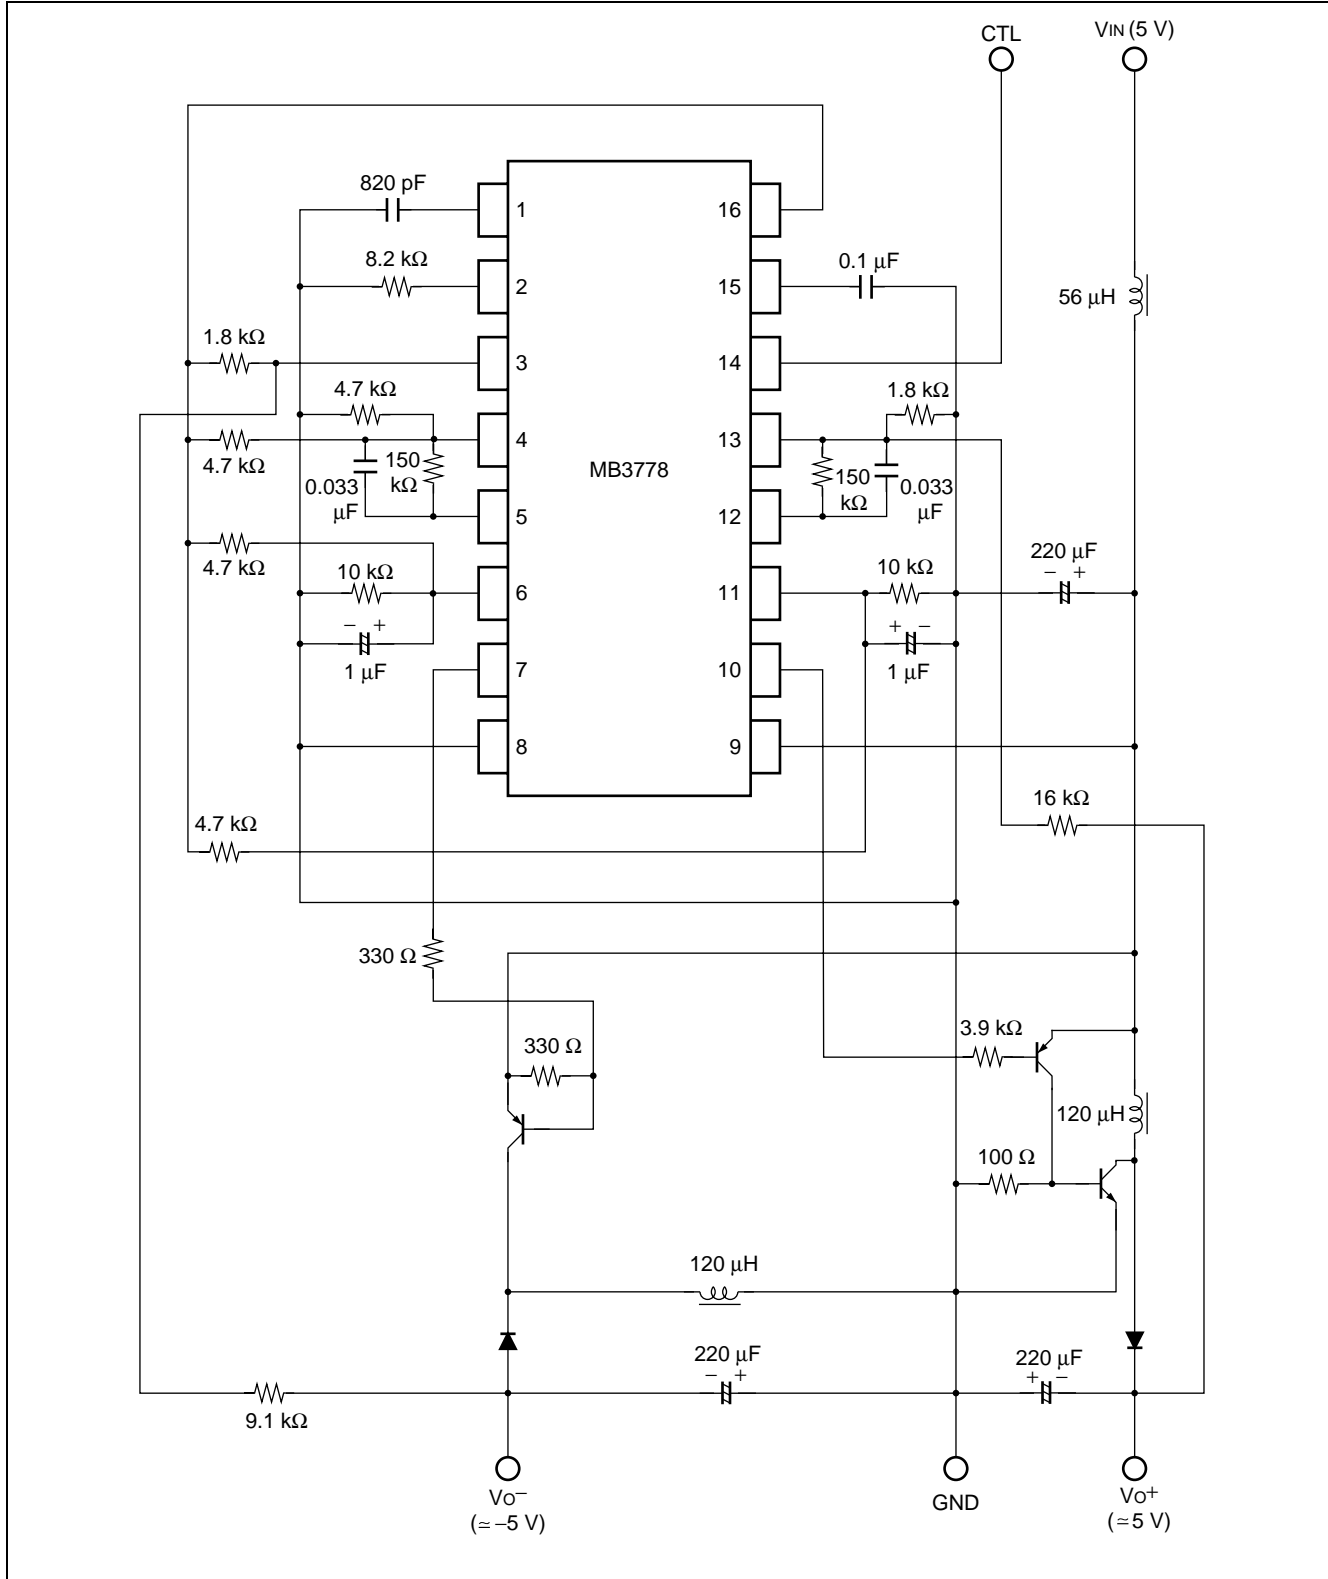 CTL
VIN (5 V)
820 pF
1
16
8.2 kΩ
0.1 µF
2
15
56 µH
1.8 kΩ
3
14
4.7 kΩ
1.8 kΩ
4
13
4.7 kΩ
150
kΩ
0.033
µF
MB3778
150
kΩ
0.033
µF
5
12
220 µF
− +
4.7 kΩ
10 kΩ
10 kΩ
6
11
− +
1 µF
+ −
1 µF
7
10
8
9
16 kΩ
4.7 kΩ
330 Ω
3.9 kΩ
330 Ω
120 µH
100 Ω
120 µH
220 µF
− +
220 µF
+ −
9.1 kΩ
VO−
(≃ −5 V)
GND
VO+
(≃ 5 V)